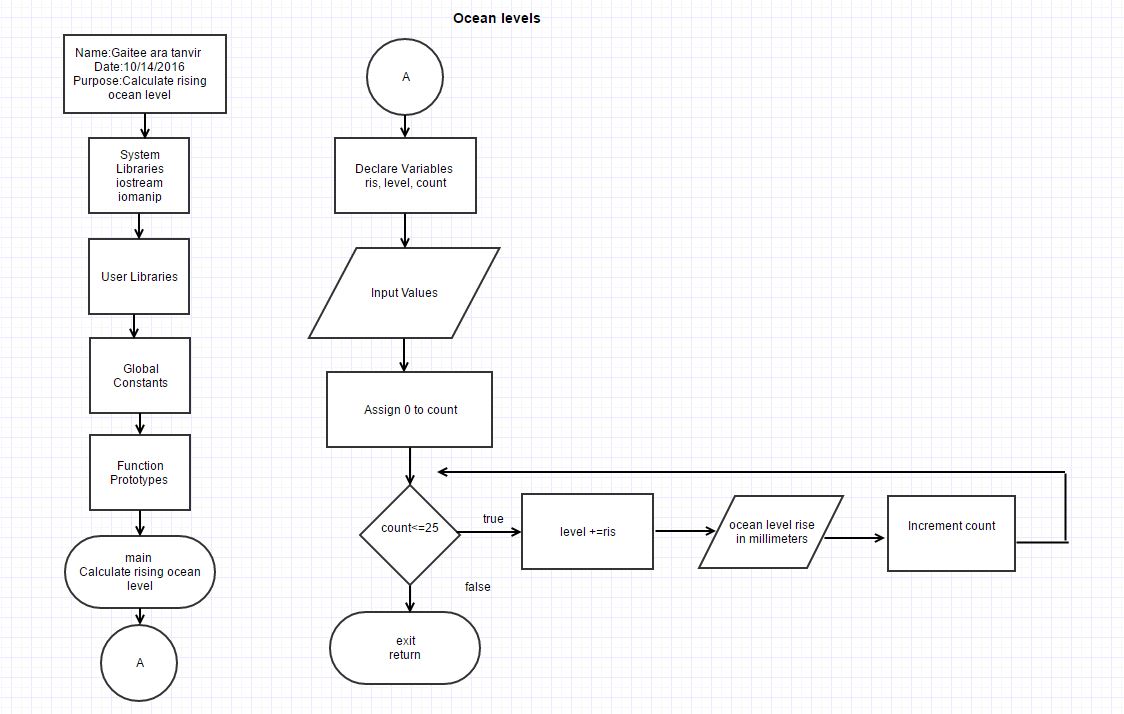 Ocean levels
Name:Gaitee ara tanvir
Date:10/14/2016
Purpose:Calculate rising
ocean level
System
Libraries
iostream
iomanip
User Libraries
Global
Constants
Function
Prototypes
main
Calculate rising ocean
level
A
A
Declare Variables
ris, level, count
Input Values
Assign 0 to count
count<=25
true
level +=ris
ocean level rise
in millimeters
Increment count
false
exit
return